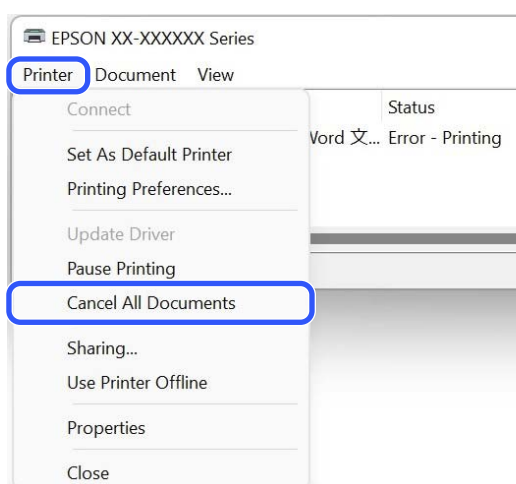 EPSON XX-XXXXXX Series
Printer Document View
Connect
Status
Word 文... Error - Printing
Set As Default Printer
Printing Preferences...
Update Driver
Pause Printing
Cancel All Documents
Sharing...
Use Printer Offline
Properties
Close